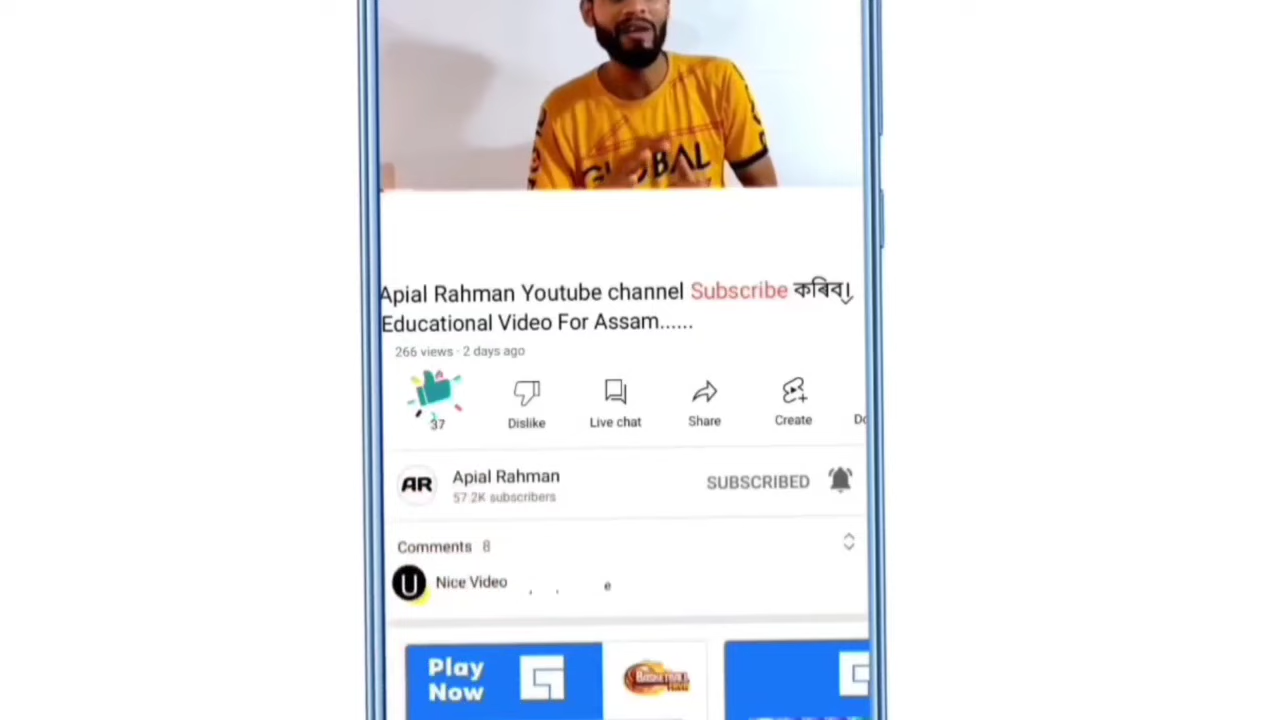 GLOBAL
Apial Rahman Youtube channel Subscribe কৰিব।
Educational Video For Assam......
266 views · 2 days ago
37
Dislike
Live chat
Share
Create
AR
Apial Rahman
57.2K subscribers
SUBSCRIBED
Comments 8
U
Nice Video
e
Play
Now
BASKETBALL